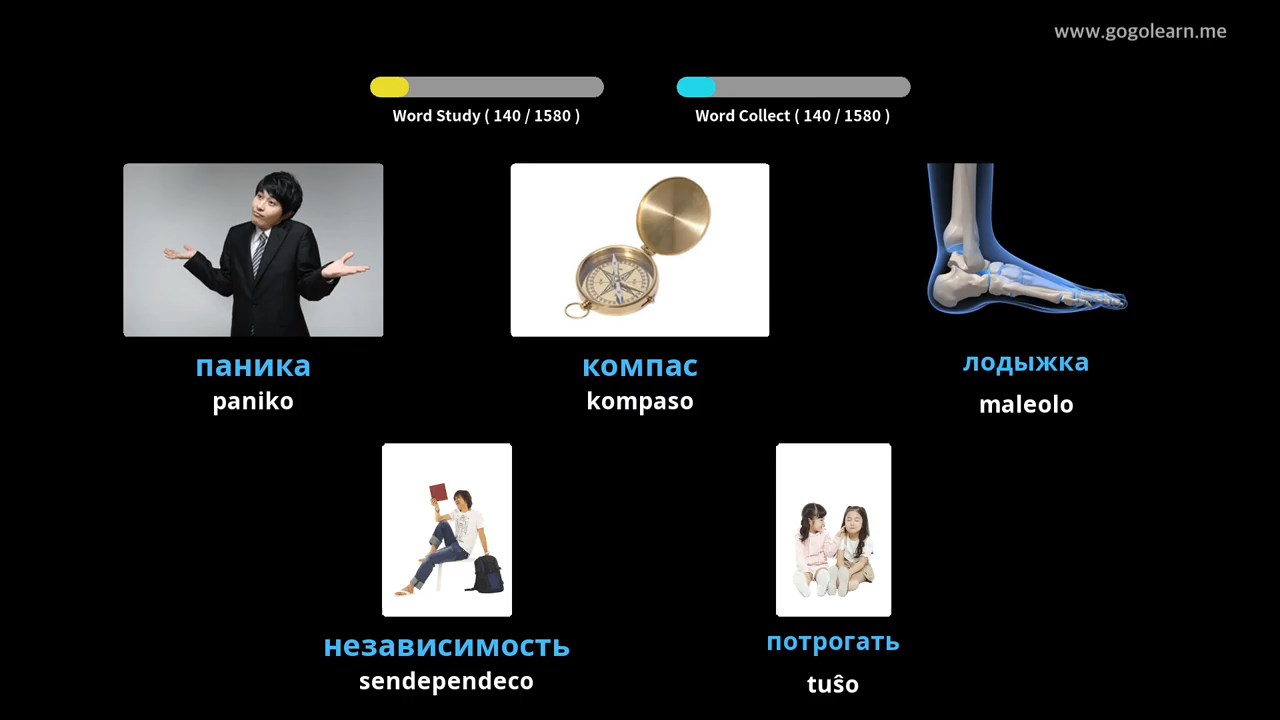 www.gogolearn.me
Word Study ( 140 / 1580 )
Word Collect ( 140 / 1580 )
паника
paniko
компас
kompaso
лодыжка
maleolo
независимость
sendependeco
потрогать
tuŝo